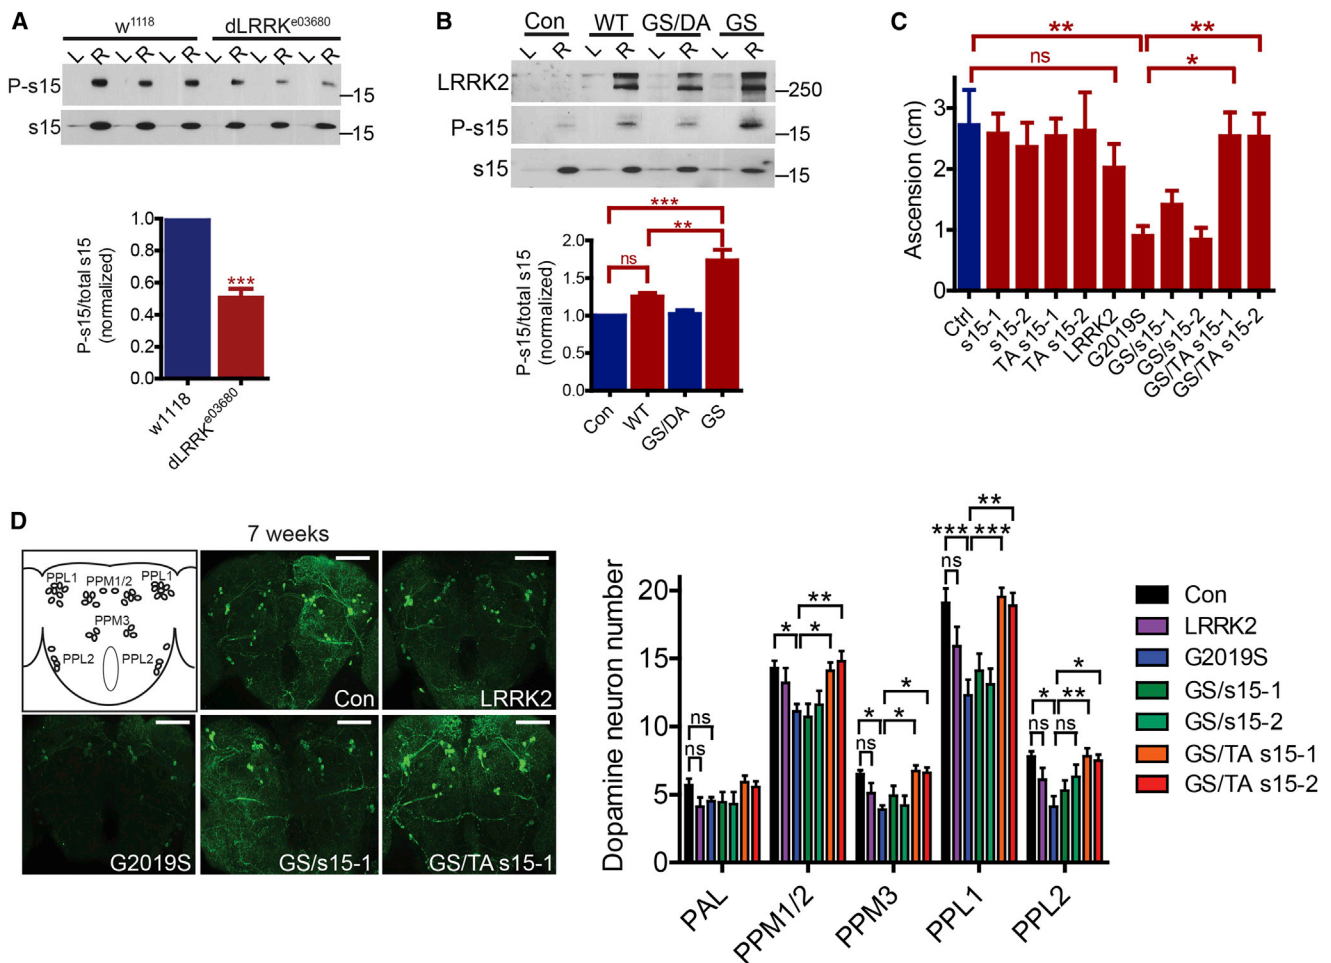 A
w1118 dLRRKe03680
L R L R L R L R L R L R
P-s15
–15
s15
–15
P-s15/total s15
(normalized)
1.0
0.8
0.6
0.4
0.2
0.0
***
w1118
dLRRKe03680
B
Con WT GS/DA GS
L R L R L R L R
LRRK2
–250
P-s15
–15
s15
–15
P-s15/total s15
(normalized)
2.0
1.5
1.0
0.5
0.0
***
**
ns
Con
WT
GS/DA
GS
C
** **
ns *
Ascension (cm)
3
2
1
0
Ctrl
s15-1
s15-2
TA s15-1
TA s15-2
LRRK2
G2019S
GS/s15-1
GS/s15-2
GS/TA s15-1
GS/TA s15-2
D
7 weeks
PPL1 PPM1/2 PPL1
PPM3
PPL2 PPL2
Con
LRRK2
G2019S
GS/s15-1
GS/TA s15-1
Dopamine neuron number
20
15
10
5
0
ns
ns
**
* *
*
* *
ns
**
*** ***
ns
*
* **
ns ns
PAL
PPM1/2
PPM3
PPL1
PPL2
Con
LRRK2
G2019S
GS/s15-1
GS/s15-2
GS/TA s15-1
GS/TA s15-2